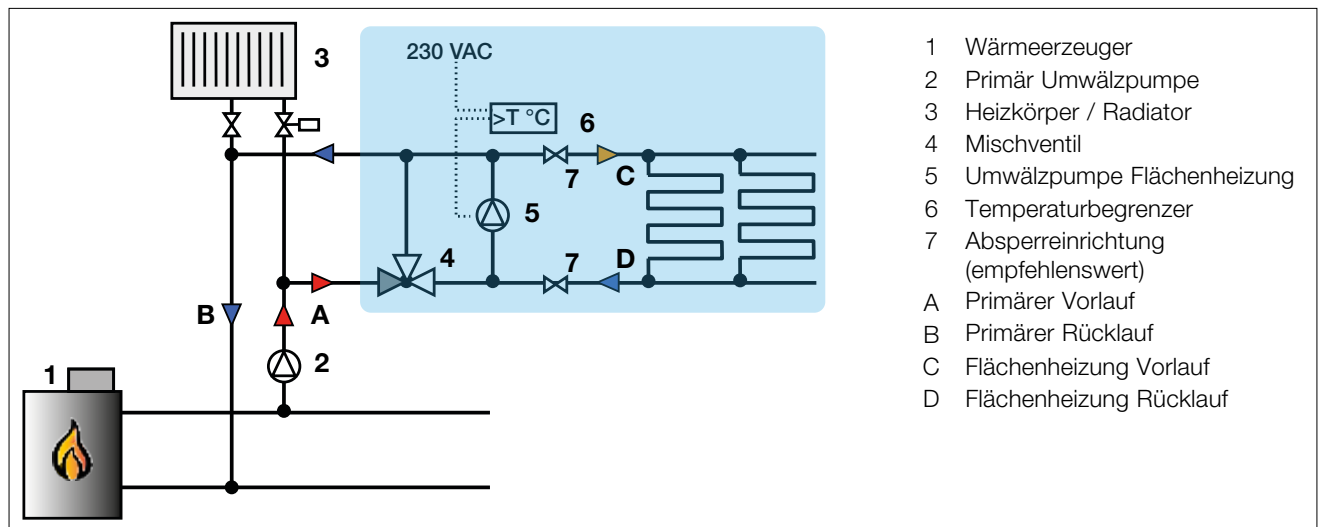 230 VAC
>T °C
3
6
7
C
5
4
7
D
B
A
2
1
1 Wärmeerzeuger
2 Primär Umwälzpumpe
3 Heizkörper / Radiator
4 Mischventil
5 Umwälzpumpe Flächenheizung
6 Temperaturbegrenzer
7 Absperreinrichtung
(empfehlenswert)
A Primärer Vorlauf
B Primärer Rücklauf
C Flächenheizung Vorlauf
D Flächenheizung Rücklauf